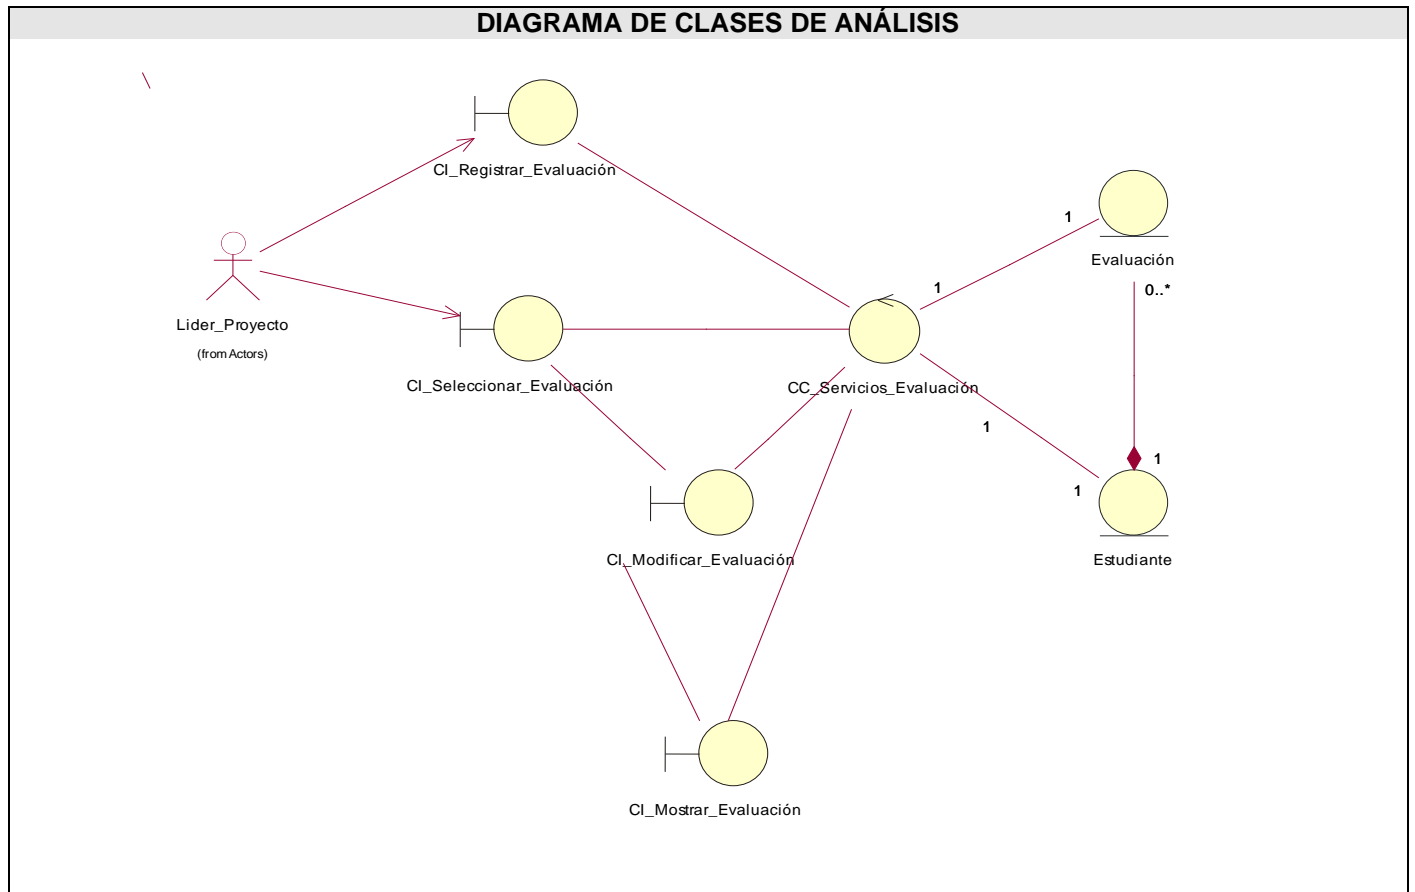 DIAGRAMA DE CLASES DE ANÁLISIS
CI_Registrar_Evaluación
1
Evaluación
1
0..*
Lider_Proyecto
(from Actors)
CI_Seleccionar_Evaluación
CC_Servicios_Evaluación
1
1
1
CI_Modificar_Evaluación
Estudiante
CI_Mostrar_Evaluación